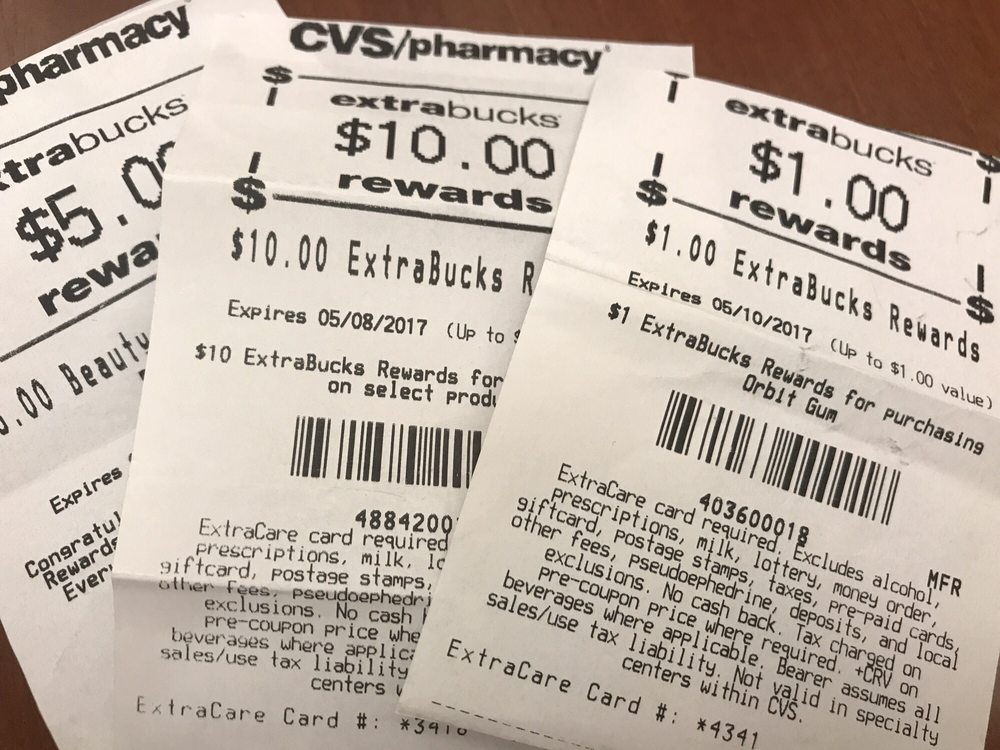 pharmacy
xtrabucks
$5.00
rewa
.00 Beauty
Expires
Congratul
Rewards
Ever
CVS/pharmacy
$
extrabucks
$10.00
rewards
$
$10.00 ExtraBucks R
Expires 05/08/2017 (Up to $
$10 ExtraBucks Rewards for
on select produ
4884200
ExtraCare card required
prescriptions, milk, lo
giftcard, postage stamps,
other fees, pseudoephedri
exclusions. No cash
pre-coupon price whe
beverages where applica
sales/use tax liability
centers w
ExtraCare Card #: *3416
$
extrabucks
$1.00
rewards
$
$
$1.00 ExtraBucks Rewards
Expires 05/10/2017 (Up to $1.00 value)
$1 ExtraBucks Rewards for purchasing
Orbit Gum
403600018
MFR
ExtraCare card required. Excludes alcohol,
prescriptions, milk, lottery, money order,
giftcard, postage stamps, taxes, pre-paid cards,
other fees, pseudoephedrine, deposits, and local
exclusions. No cash back. Tax charged on
pre-coupon price where required. +CRV on
beverages where applicable. Bearer assumes all
sales/use tax liability. Not valid in specialty
centers within CVS.
ExtraCare Card #: *4341